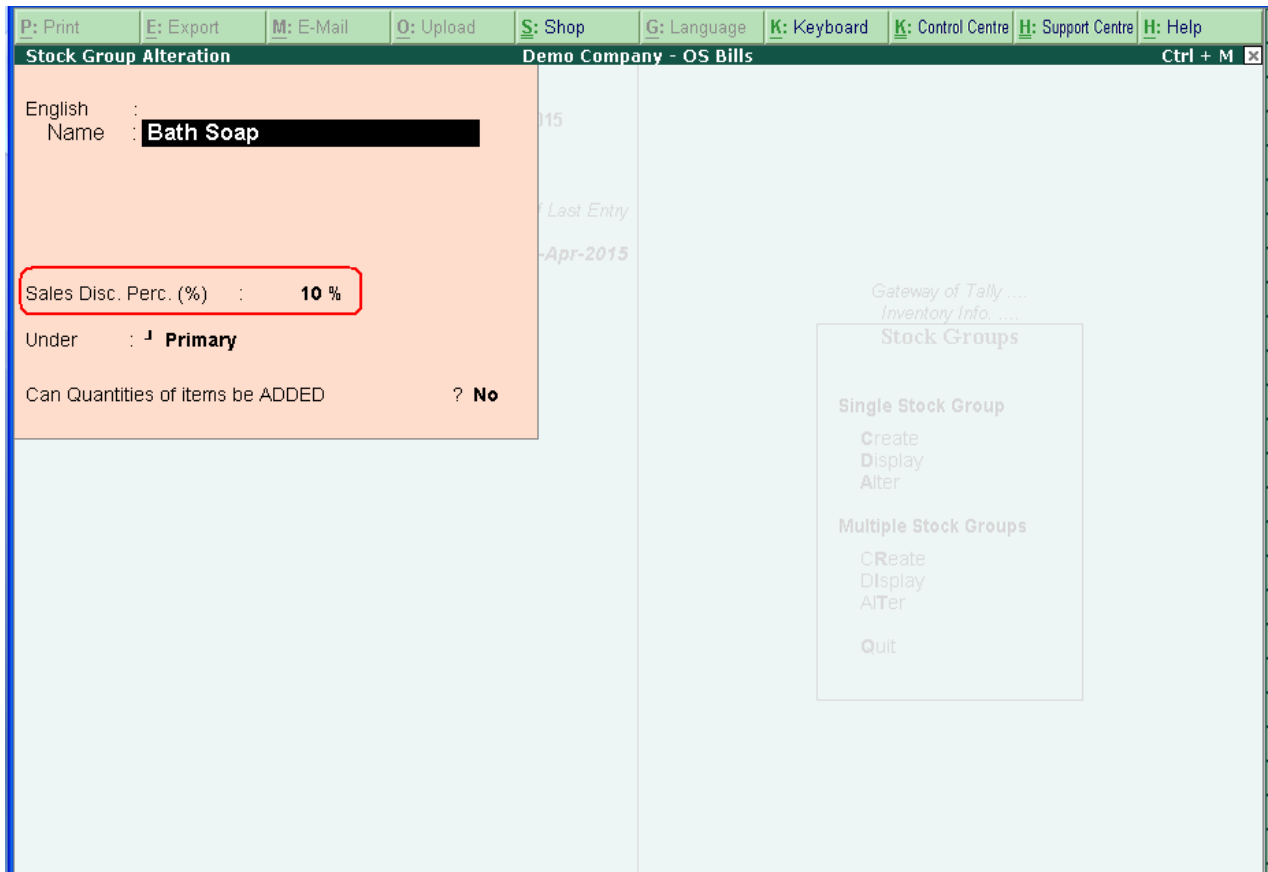 P: Print E: Export M: E-Mail O: Upload S: Shop G: Language K: Keyboard K: Control Centre H: Support Centre H: Help
Stock Group Alteration Demo Company - OS Bills Ctrl + M
English :
Name : Bath Soap
015
f Last Entry
-Apr-2015
Sales Disc. Perc. (%) : 10 %
Under : ┘ Primary
Can Quantities of items be ADDED ? No
Gateway of Tally ....
Inventory Info. ....
Stock Groups
Single Stock Group
Create
Display
Alter
Multiple Stock Groups
CReate
DIsplay
AlTer
Quit